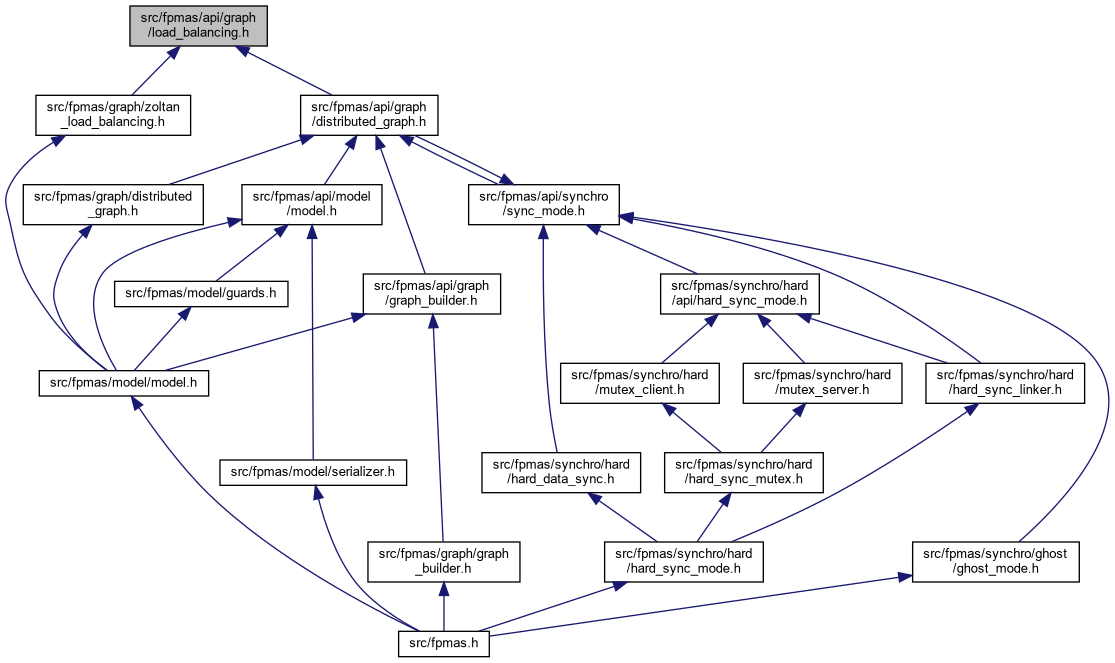 src/fpmas/api/graph
/load_balancing.h
src/fpmas/graph/zoltan
_load_balancing.h
src/fpmas/api/graph
/distributed_graph.h
src/fpmas/graph/distributed
_graph.h
src/fpmas/api/model
/model.h
src/fpmas/api/synchro
/sync_mode.h
src/fpmas/model/guards.h
src/fpmas/api/graph
/graph_builder.h
src/fpmas/synchro/hard
/api/hard_sync_mode.h
src/fpmas/model/model.h
src/fpmas/synchro/hard
/mutex_client.h
src/fpmas/synchro/hard
/mutex_server.h
src/fpmas/synchro/hard
/hard_sync_linker.h
src/fpmas/model/serializer.h
src/fpmas/synchro/hard
/hard_data_sync.h
src/fpmas/synchro/hard
/hard_sync_mutex.h
src/fpmas/graph/graph
_builder.h
src/fpmas/synchro/hard
/hard_sync_mode.h
src/fpmas/synchro/ghost
/ghost_mode.h
src/fpmas.h